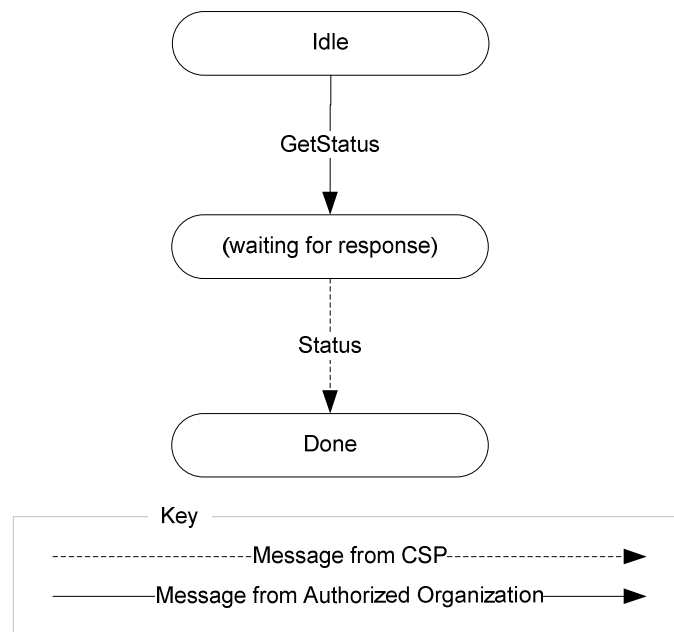 Idle
GetStatus
(waiting for response)
Status
Done
Key
Message from CSP
Message from Authorized Organization